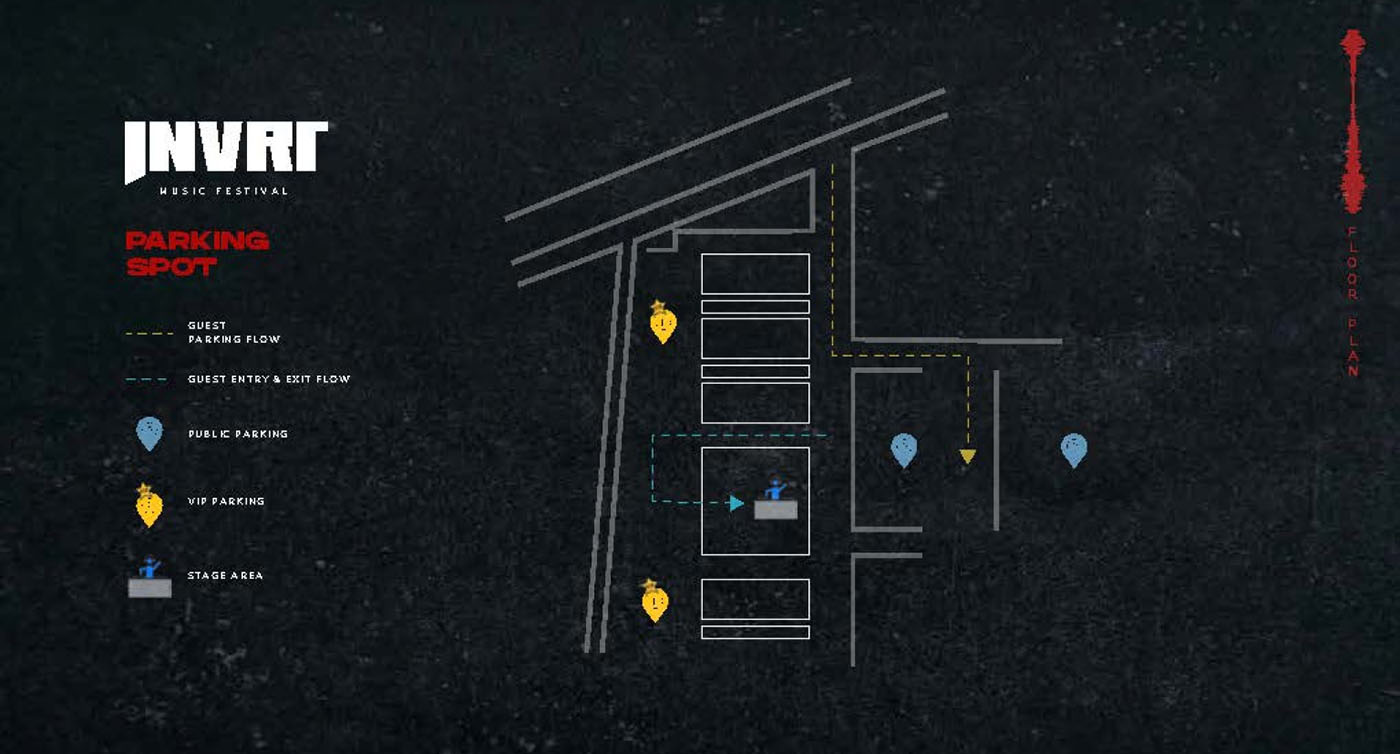 INVRT
MUSIC FESTIVAL
PARKING
SPOT
GUEST
PARKING FLOW
GUEST ENTRY & EXIT FLOW
PUBLIC PARKING
VIP PARKING
STAGE AREA
FLOOR PLAN